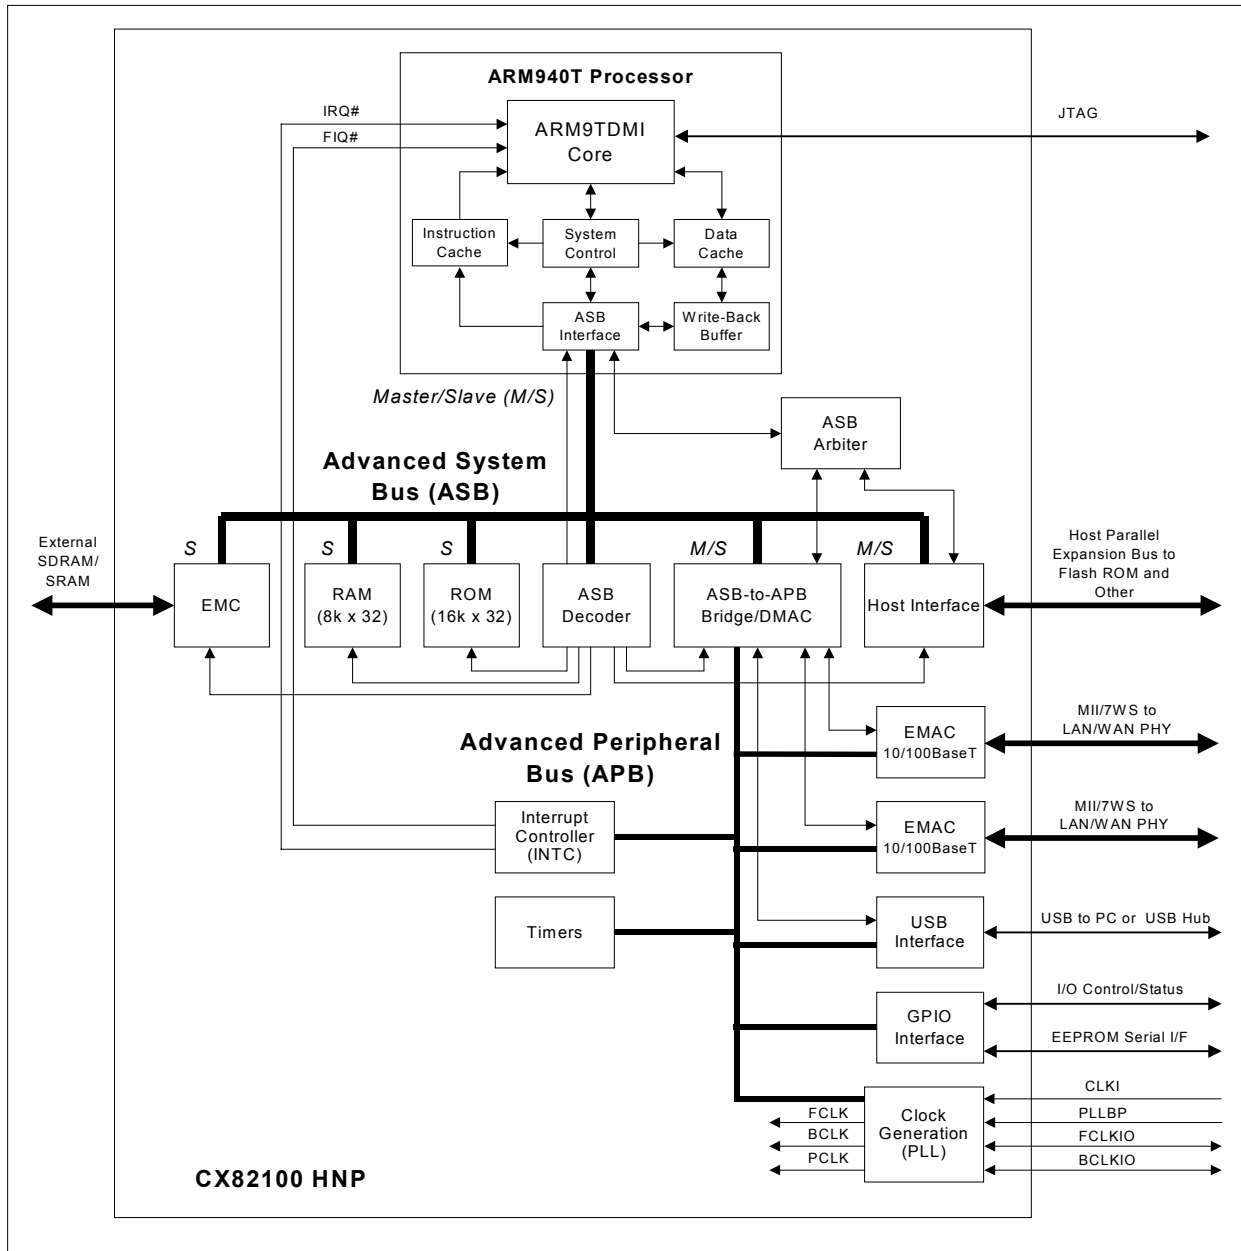 ARM940T Processor
IRQ#
FIQ#
ARM9TDMI
Core
JTAG
Instruction
Cache
System
Control
Data
Cache
ASB
Interface
Write-Back
Buffer
Master/Slave (M/S)
ASB
Arbiter
Advanced System
Bus (ASB)
External
SDRAM/
SRAM
S
S
S
M/S
M/S
Host Parallel
Expansion Bus to
Flash ROM and
Other
EMC
RAM
(8k x 32)
ROM
(16k x 32)
ASB
Decoder
ASB-to-APB
Bridge/DMAC
Host Interface
Advanced Peripheral
Bus (APB)
EMAC
10/100BaseT
MII/7WS to
LAN/WAN PHY
Interrupt
Controller
(INTC)
EMAC
10/100BaseT
MII/7WS to
LAN/WAN PHY
Timers
USB
Interface
USB to PC or USB Hub
GPIO
Interface
I/O Control/Status
EEPROM Serial I/F
FCLK
BCLK
PCLK
Clock
Generation
(PLL)
CLKI
PLLBP
FCLKIO
BCLKIO
CX82100 HNP